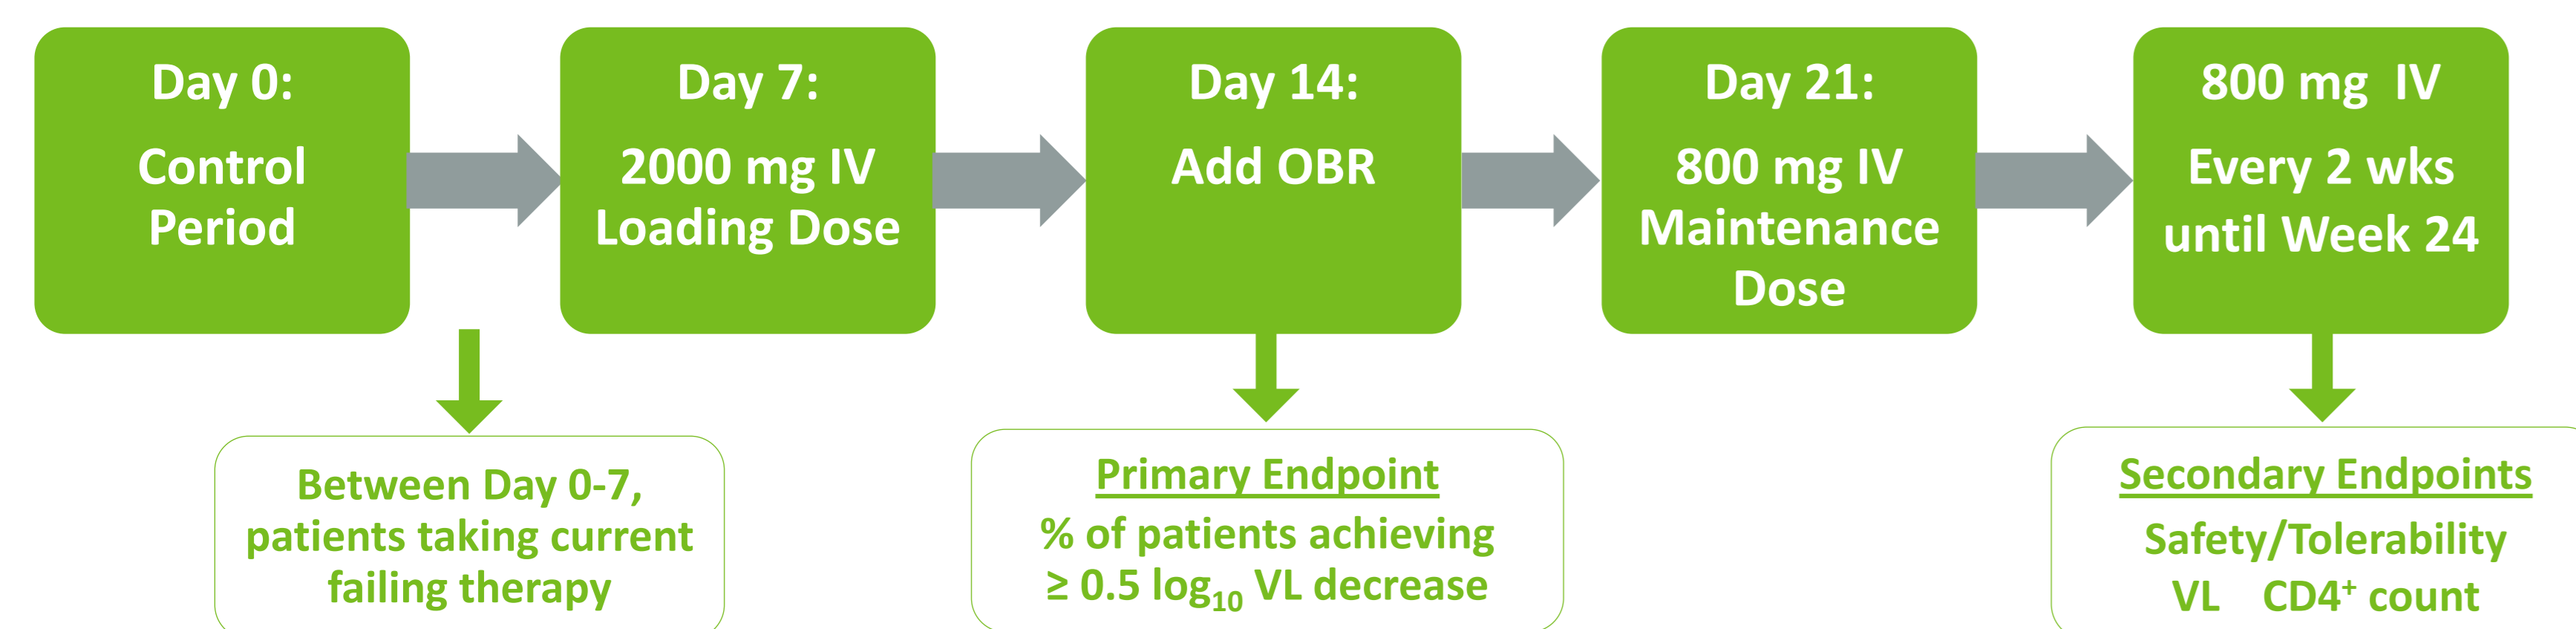 Day 0:
Control
Period
Day 7:
2000 mg IV
Loading Dose
Day 14:
Add OBR
Day 21:
800 mg IV
Maintenance
Dose
800 mg  IV
Every 2 wks
until Week 24
Between Day 0-7,
patients taking current
failing therapy
Primary Endpoint
% of patients achieving
≥ 0.5 log₁₀ VL decrease
Secondary Endpoints
Safety/Tolerability
VL    CD4⁺ count